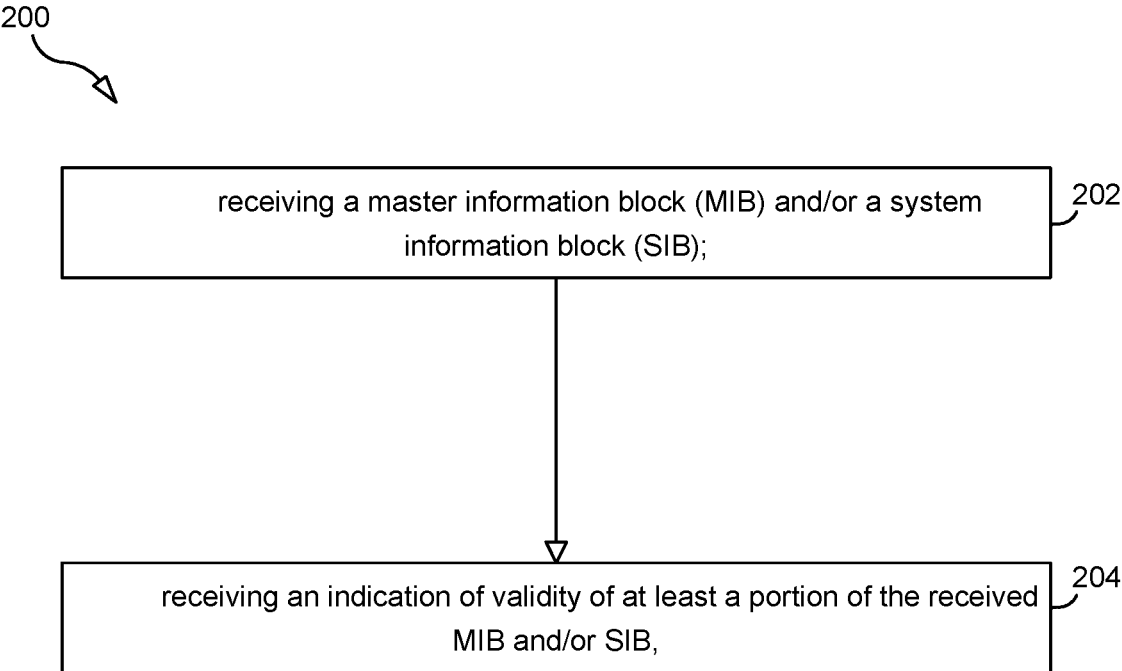 200
receiving a master information block (MIB) and/or a system
information block (SIB);
202
receiving an indication of validity of at least a portion of the received
MIB and/or SIB,
204